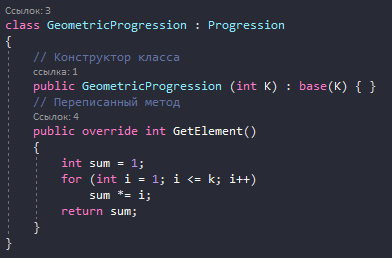 Ссылок: 3
class GeometricProgression : Progression
{
// Конструктор класса
ссылка: 1
public GeometricProgression (int K) : base(K) { }
// Переписанный метод
Ссылок: 4
public override int GetElement()
{
int sum = 1;
for (int i = 1; i <= k; i++)
sum *= i;
return sum;
}
}